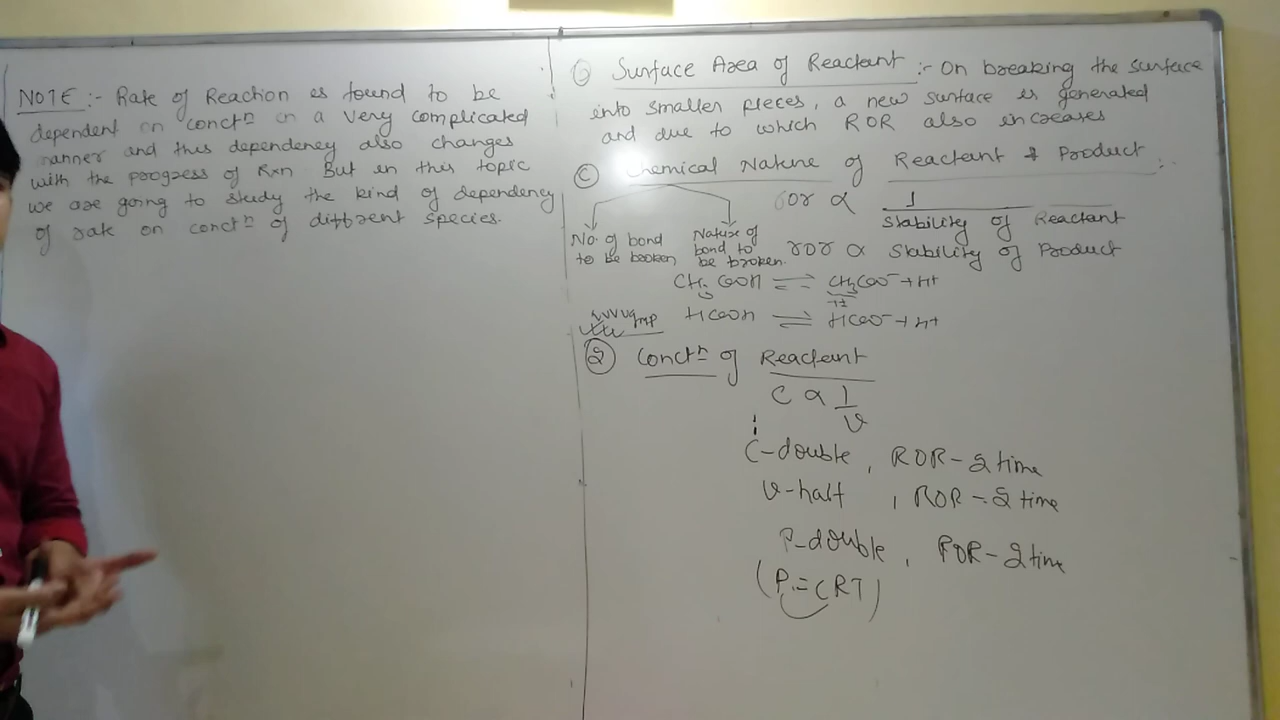 NOTE :- Rate of Reaction is found to be
dependent on conctⁿ in a very complicated
manner and this dependency also changes
with the progress of Rxn But in this topic
we are going to study the kind of dependency
of rate on conctⁿ of different species.
Surface Area of Reactant :- On breaking the surface
into smaller pieces, a new surface is generated
and due to which ROR also increases
Ⓒ Chemical Nature of Reactant & Product :-
No. of bond to be broken
Nature of bond to be broken.
ror ∝ 1 / Stability of Reactant
ror ∝ Stability of Product
CH₃COOH ⇌ CH₃COO⁻ + H⁺
+I
HCOOH ⇌ HCOO⁻ + H⁺
② Conctⁿ of Reactant
C ∝ 1/V
C-double, ROR - 2 time
V-half, ROR - 2 time
P-double, ROR - 2 time
(P = CRT)